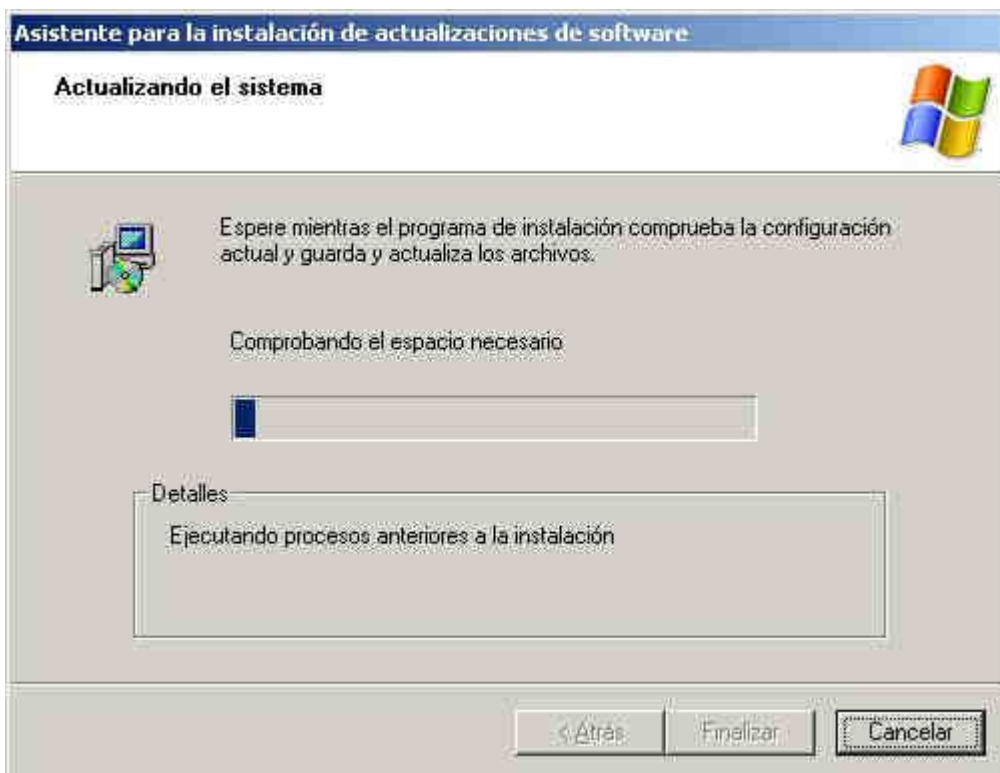 Asistente para la instalación de actualizaciones de software
Actualizando el sistema
Espere mientras el programa de instalación comprueba la configuración
actual y guarda y actualiza los archivos.
Comprobando el espacio necesario
Detalles
Ejecutando procesos anteriores a la instalación
< Atrás
Finalizar
Cancelar